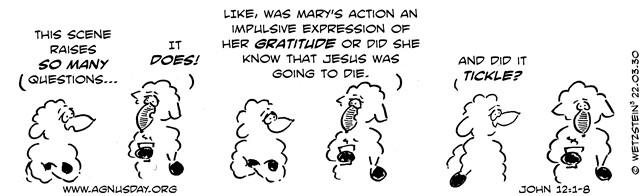 THIS SCENE
RAISES
SO MANY
QUESTIONS...
IT
DOES!
LIKE, WAS MARY'S ACTION AN
IMPULSIVE EXPRESSION OF
HER GRATITUDE OR DID SHE
KNOW THAT JESUS WAS
GOING TO DIE.
AND DID IT
TICKLE?
WWW.AGNUSDAY.ORG
JOHN 12:1-8
© WETZSTEIN³ 22.03.30